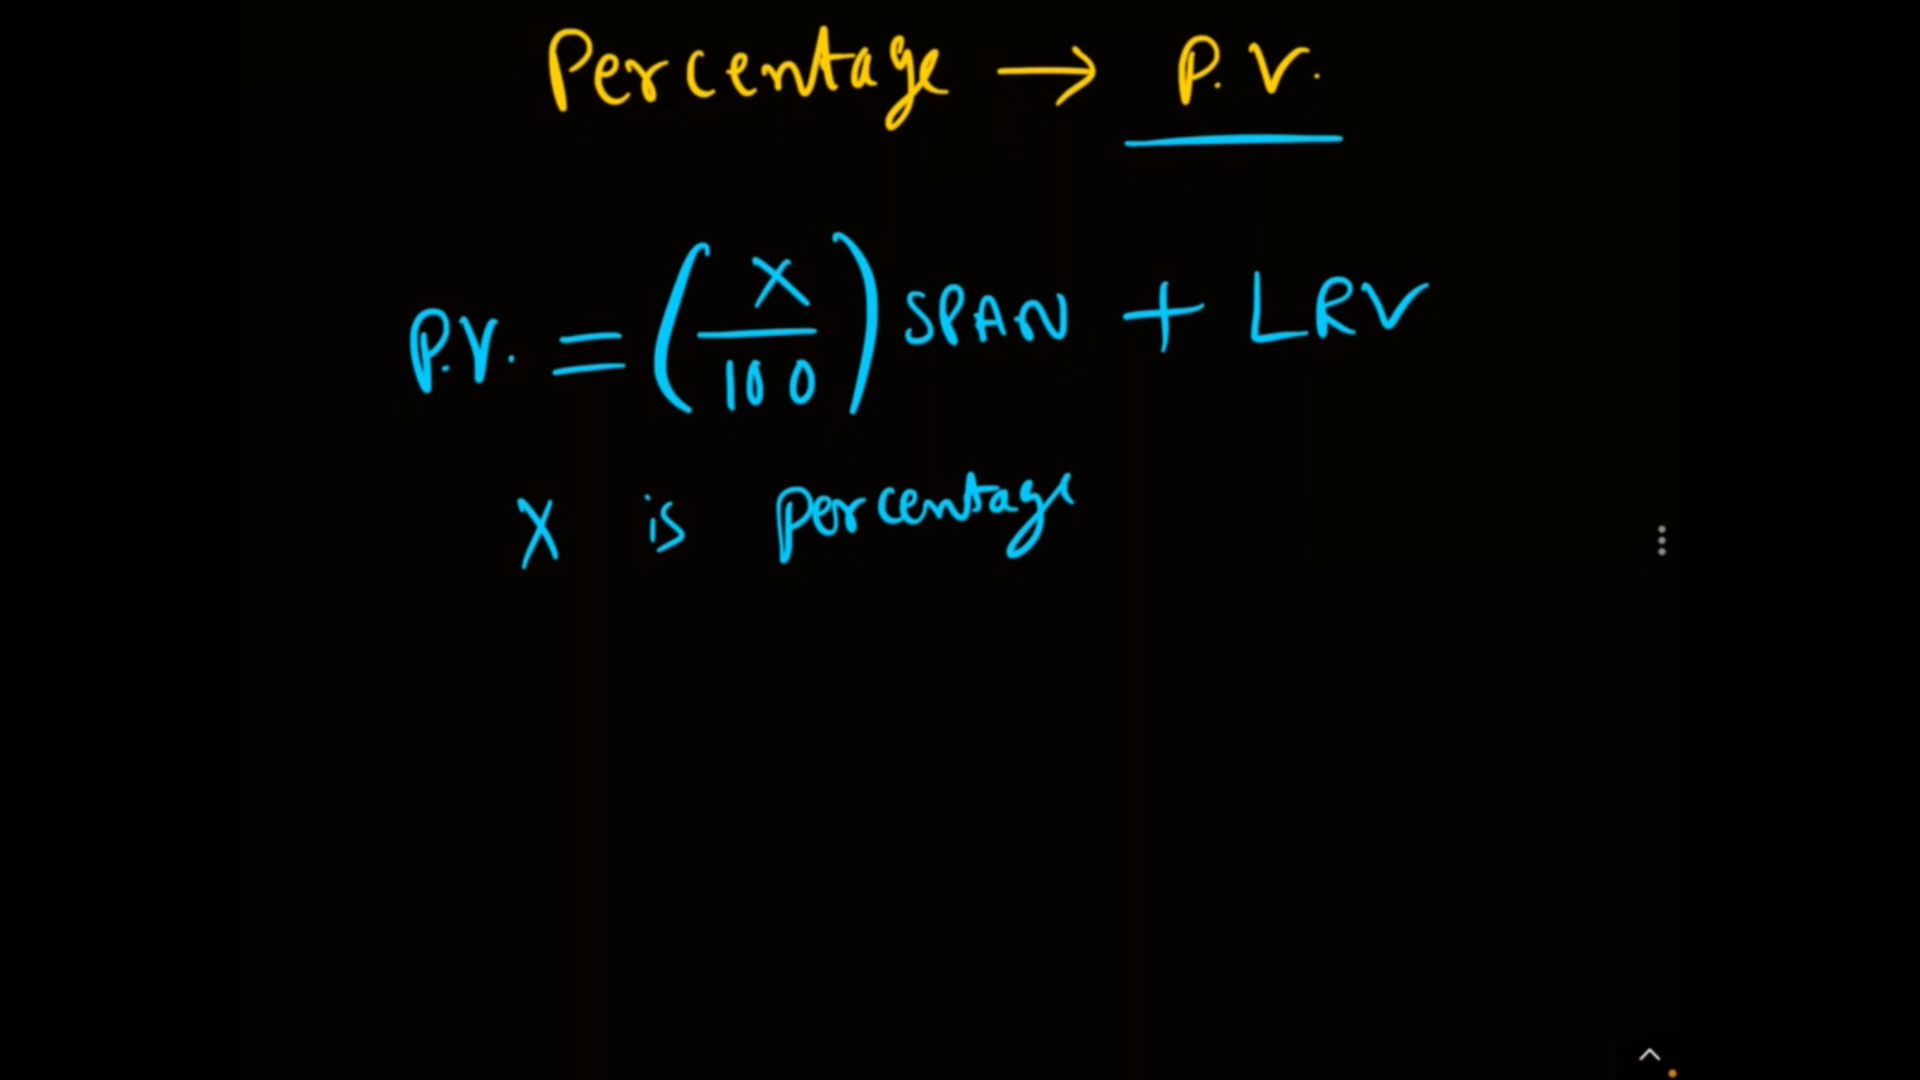 Percentage → P.V.
P.V. = (X/100) SPAN + LRV
X is percentage